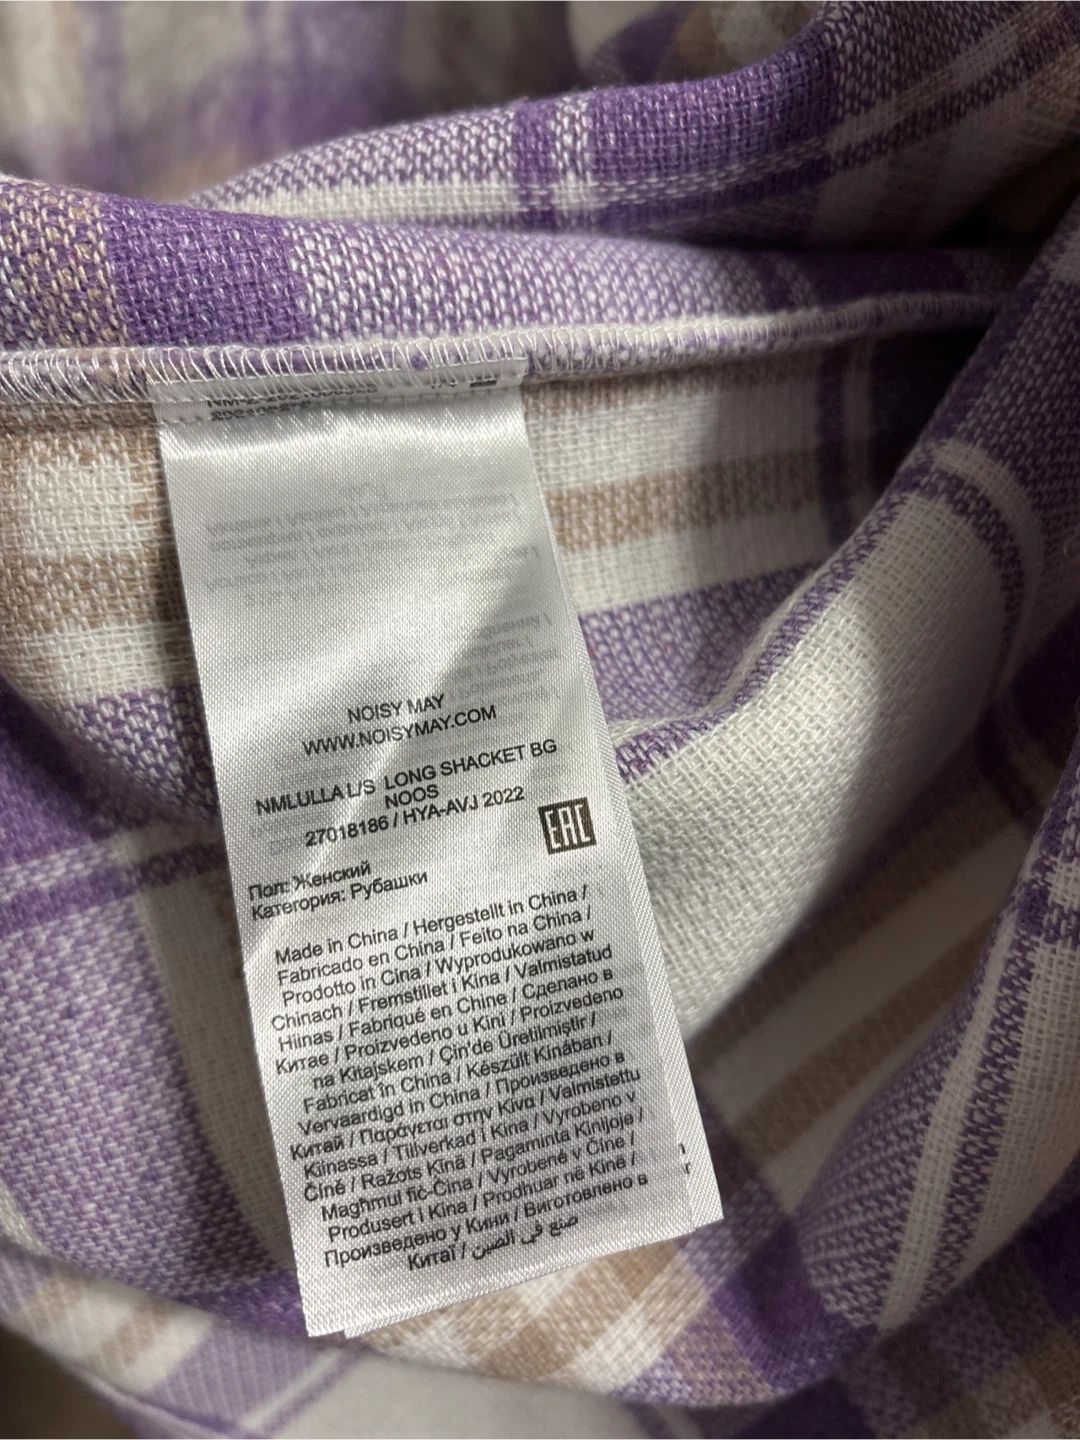 NOISY MAY
WWW.NOISYMAY.COM
NMLULLA L/S LONG SHACKET BG
NOOS
27018186 / HYA-AVJ 2022
EAC
Пол: Женский
Категория: Рубашки
Made in China / Hergestellt in China /
Fabricado en China / Feito na China /
Prodotto in Cina / Wyprodukowano w
Chinach / Fremstillet i Kina / Valmistatud
Hiinas / Fabriqué en Chine / Сделано в
Китае / Proizvedeno u Kini / Proizvedeno
na Kitajskem / Çin'de Üretilmiştir /
Fabricat în China / Készült Kínában /
Vervaardigd in China / Произведено в
Китай / Παράγεται στην Κίνα / Valmistettu
Kiinassa / Tillverkad i Kina / Vyrobeno v
Číně / Ražots Ķīnā / Pagaminta Kinijoje /
Magħmul fiċ-Ċina / Vyrobené v Číne /
Produsert i Kina / Prodhuar në Kinë /
Произведено у Кини / Виготовлено в
Китаї / صنع في الصين